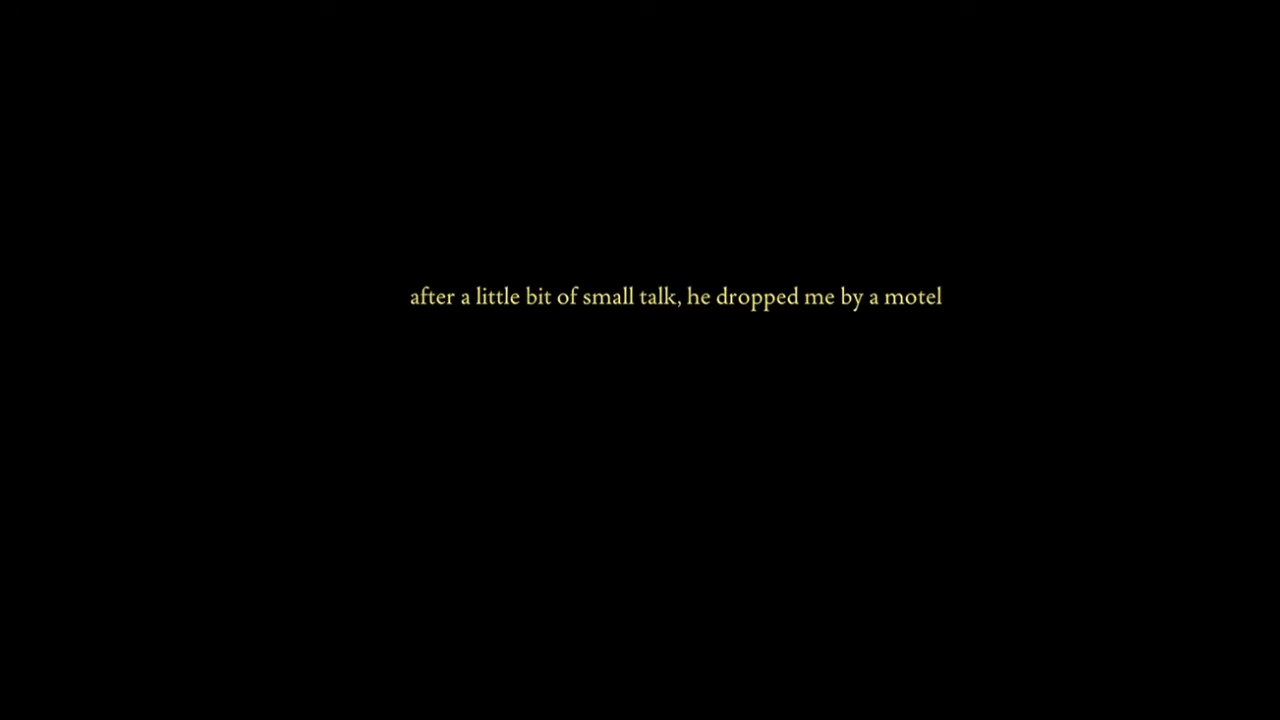 after a little bit of small talk, he dropped me by a motel